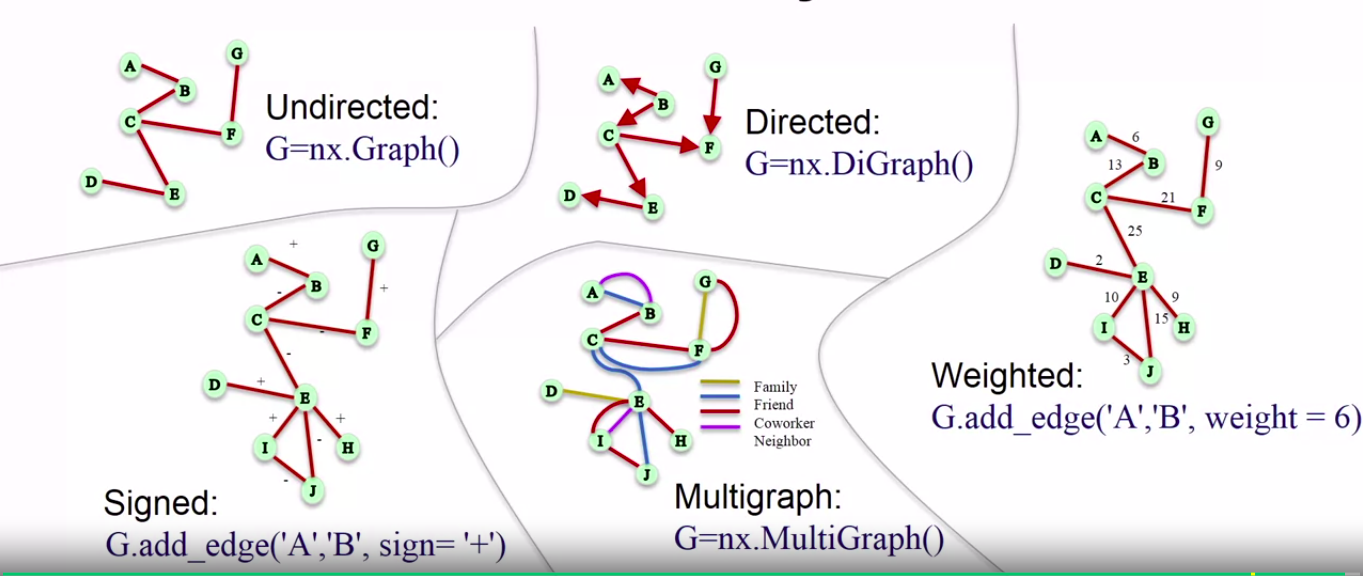 A
B
C
D
E
F
G
Undirected:
G=nx.Graph()
A
B
C
D
E
F
G
Directed:
G=nx.DiGraph()
A
B
C
D
E
F
G
H
I
J
6
13
21
9
25
2
10
9
15
3
Weighted:
G.add_edge('A','B', weight = 6)
A
B
C
D
E
F
G
H
I
J
+
-
+
-
-
+
+
+
-
-
Signed:
G.add_edge('A','B', sign= '+')
A
B
C
D
E
F
G
H
I
J
Family
Friend
Coworker
Neighbor
Multigraph:
G=nx.MultiGraph()